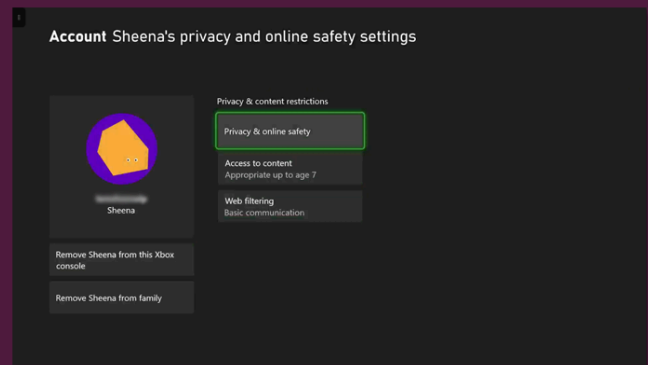 Account Sheena's privacy and online safety settings
Privacy & content restrictions
Privacy & online safety
Access to content
Appropriate up to age 7
Web filtering
Basic communication
Sheena
Remove Sheena from this Xbox
console
Remove Sheena from family